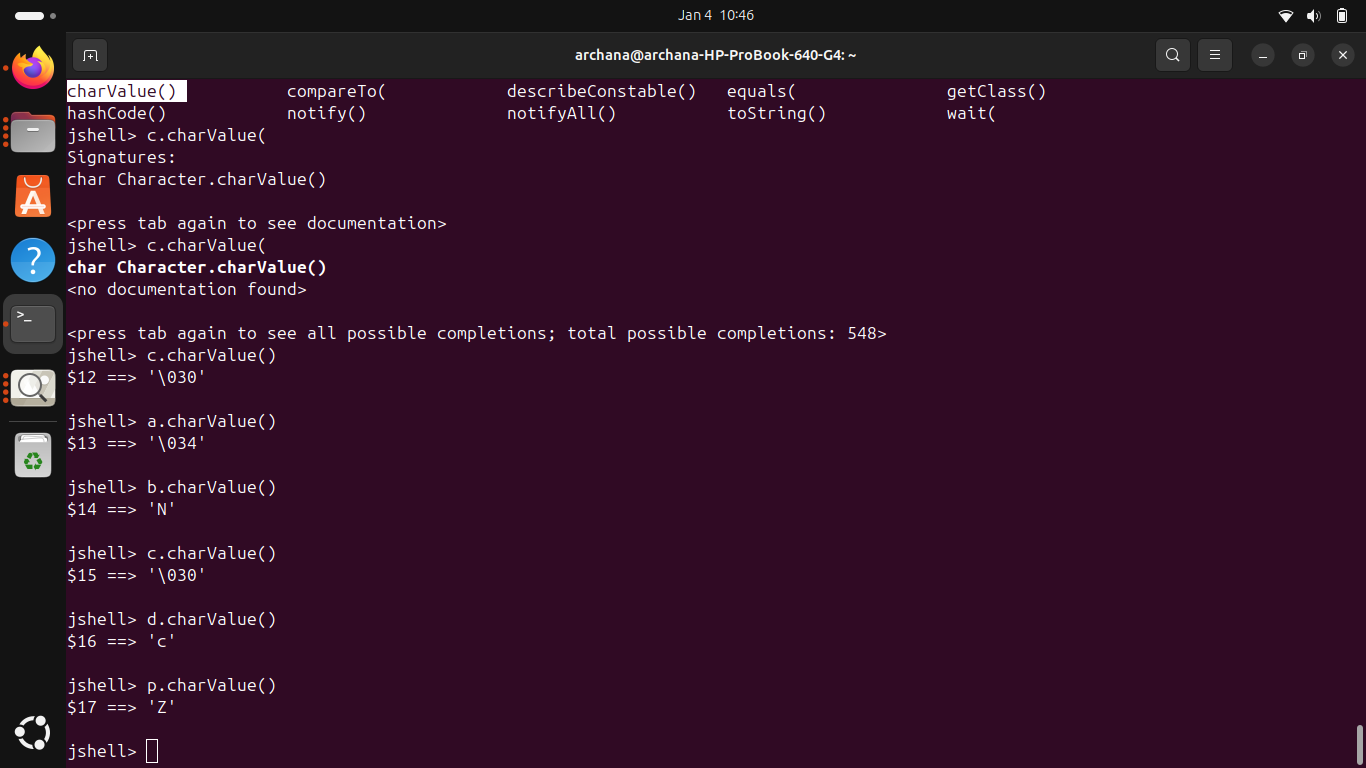 Jan 4 10:46
archana@archana-HP-ProBook-640-G4: ~
charValue() compareTo( describeConstable() equals( getClass()
hashCode() notify() notifyAll() toString() wait(
jshell> c.charValue(
Signatures:
char Character.charValue()
<press tab again to see documentation>
jshell> c.charValue(
char Character.charValue()
<no documentation found>
<press tab again to see all possible completions; total possible completions: 548>
jshell> c.charValue()
$12 ==> '\030'
jshell> a.charValue()
$13 ==> '\034'
jshell> b.charValue()
$14 ==> 'N'
jshell> c.charValue()
$15 ==> '\030'
jshell> d.charValue()
$16 ==> 'c'
jshell> p.charValue()
$17 ==> 'Z'
jshell>